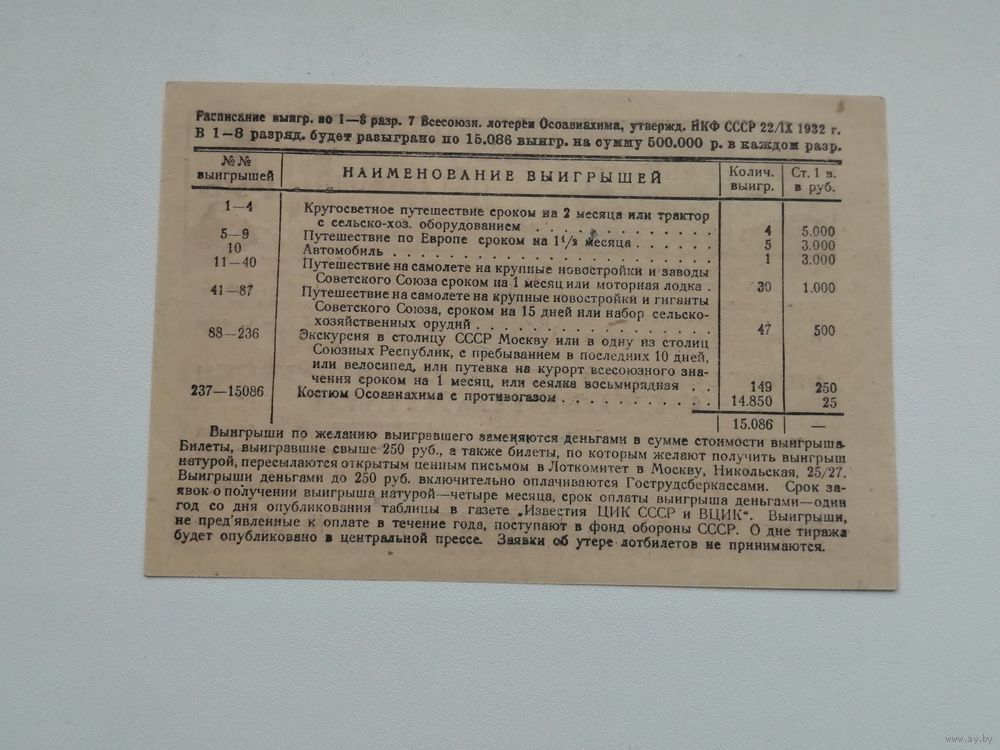 Расписание выигр. по 1—8 разр. 7 Всесоюзн. лотереи Осоавиахима, утвержд. НКФ СССР 22/IX 1932 г.
В 1—8 разряд. будет разыграно по 15.086 выигр. на сумму 500.000 р. в каждом разр.
№№ выигрышей НАИМЕНОВАНИЕ ВЫИГРЫШЕЙ Колич. выигр. Ст. 1 в. в руб.
1—4 Кругосветное путешествие сроком на 2 месяца или трактор
с сельско-хоз. оборудованием . . . . . . . . . . . 4 5.000
5—9 Путешествие по Европе сроком на 1 1/2 месяца . . . . . . 5 3.000
10 Автомобиль . . . . . . . . . . . . . . . . . . . . . 1 3.000
11—40 Путешествие на самолете на крупные новостройки и заводы
Советского Союза сроком на 1 месяц или моторная лодка . 30 1.000
41—87 Путешествие на самолете на крупные новостройки и гиганты
Советского Союза, сроком на 15 дней или набор сельско-
хозяйственных орудий . . . . . . . . . . . . . . . 47 500
88—236 Экскурсия в столицу СССР Москву или в одну из столиц
Союзных Республик, с пребыванием в последних 10 дней,
или велосипед, или путевка на курорт всесоюзного зна-
чения сроком на 1 месяц, или сеялка восьмирядная . . 149 250
237—15086 Костюм Осоавиахима с противогазом . . . . . . . . . . 14.850 25
15.086 —
Выигрыши по желанию выигравшего заменяются деньгами в сумме стоимости выигрыша.
Билеты, выигравшие свыше 250 руб., а также билеты, по которым желают получить выигрыш
натурой, пересылаются открытым ценным письмом в Лоткомитет в Москву, Никольская, 25/27.
Выигрыши деньгами до 250 руб. включительно оплачиваются Гострудсберкассами. Срок за-
явок о получении выигрыша натурой—четыре месяца, срок оплаты выигрыша деньгами—один
год со дня опубликования таблицы в газете „Известия ЦИК СССР и ВЦИК“. Выигрыши,
не пред'явленные к оплате в течение года, поступают в фонд обороны СССР. О дне тиража
будет опубликовано в центральной прессе. Заявки об утере лотбилетов не принимаются.
www.ay.by